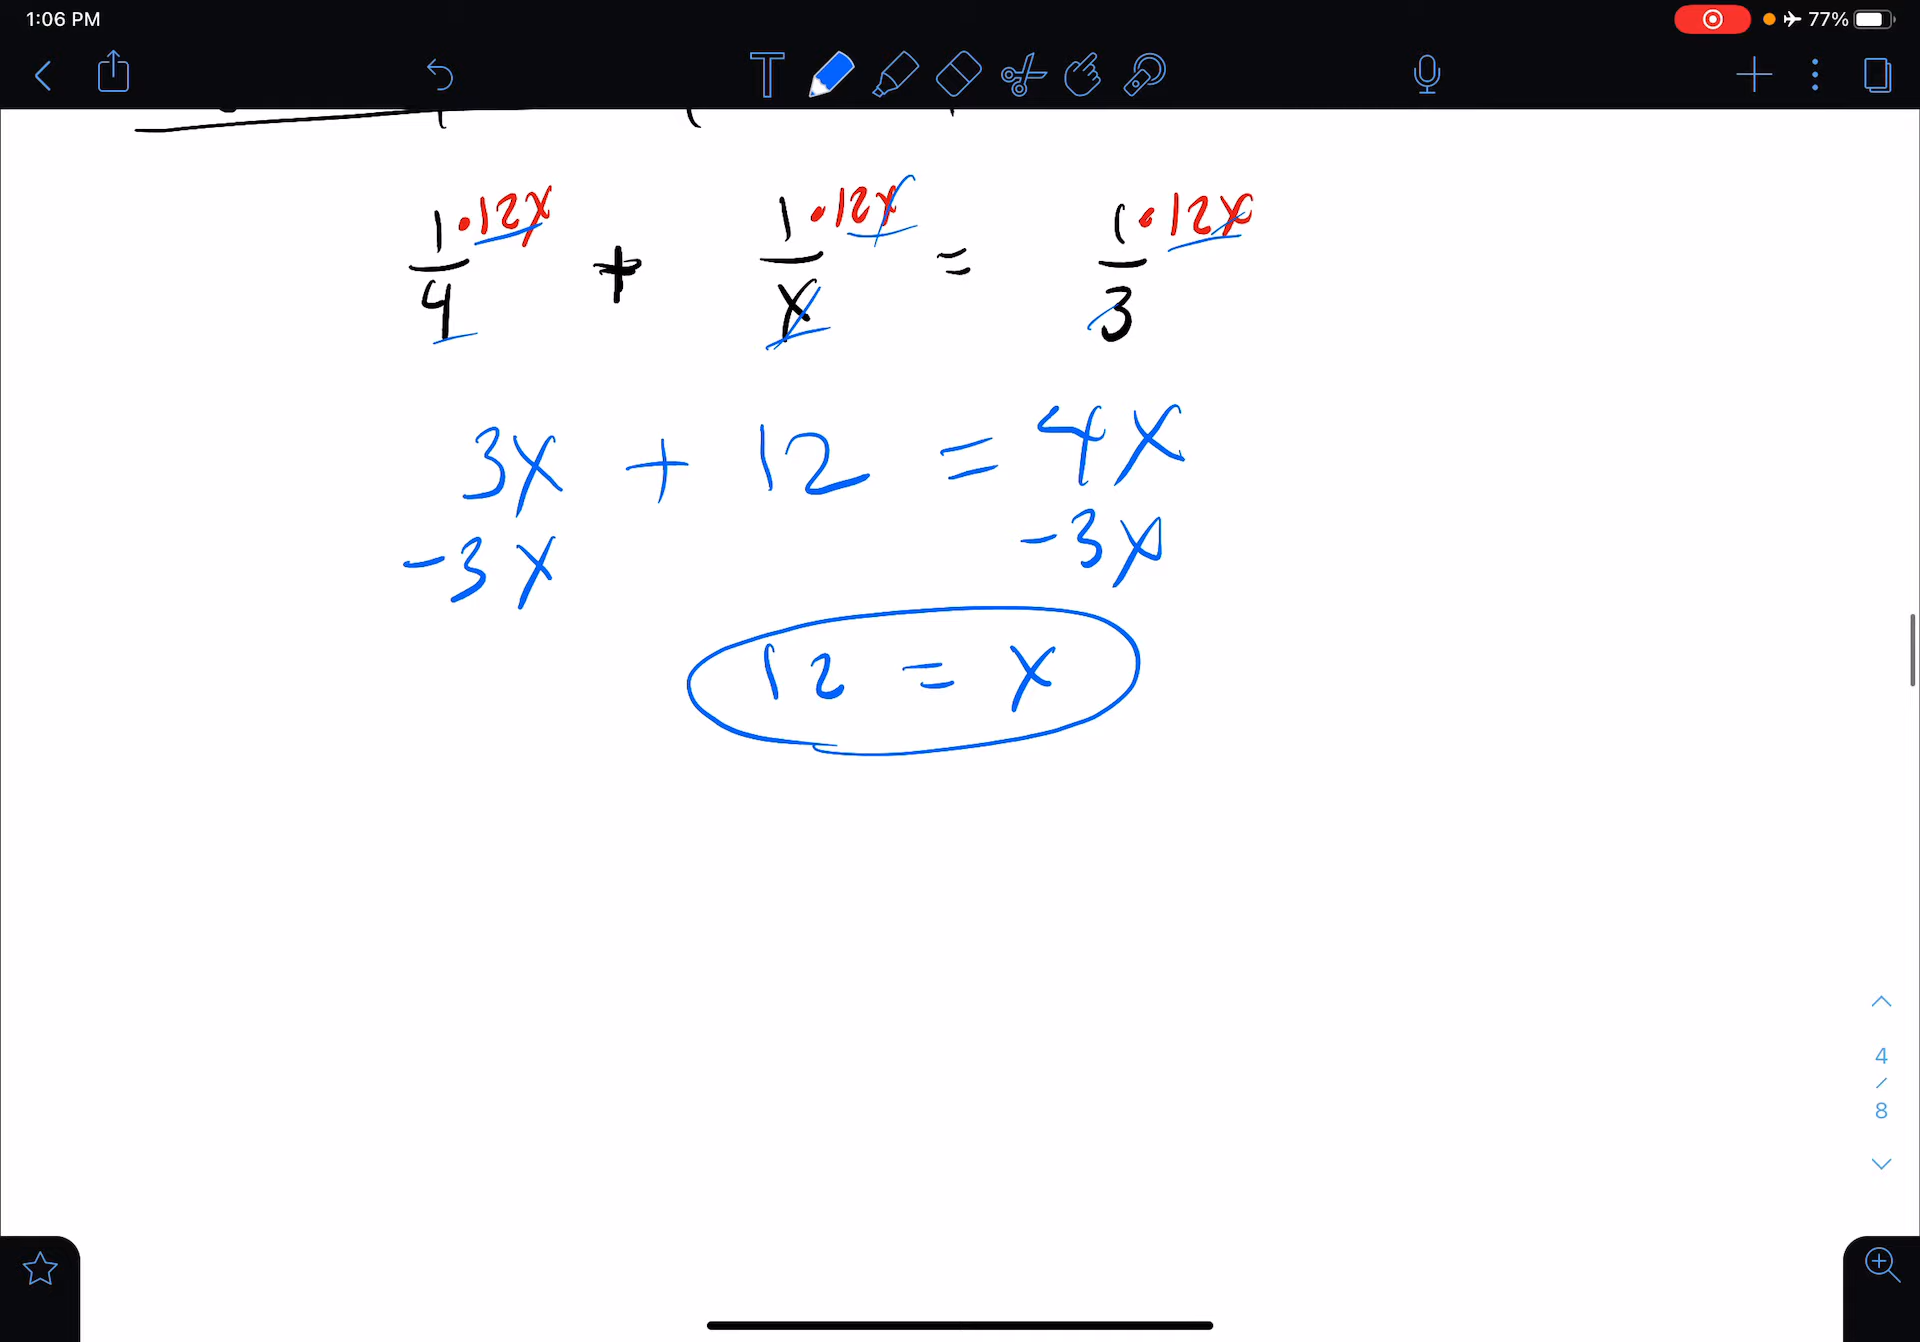 1:06 PM 77%
1/4 · 12x + 1/x · 12x = 1/3 · 12x
3x + 12 = 4x
-3x -3x
12 = x
4
/
8